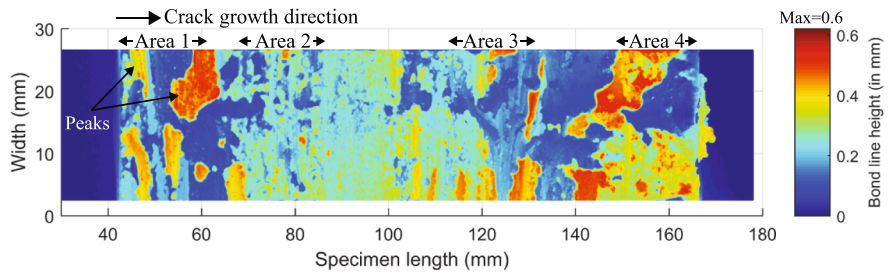 Crack growth direction
Max=0.6
Area 1
Area 2
Area 3
Area 4
Peaks
30
20
10
0
Width (mm)
40
60
80
100
120
140
160
180
Specimen length (mm)
0.6
0.4
0.2
0
Bond line height (in mm)